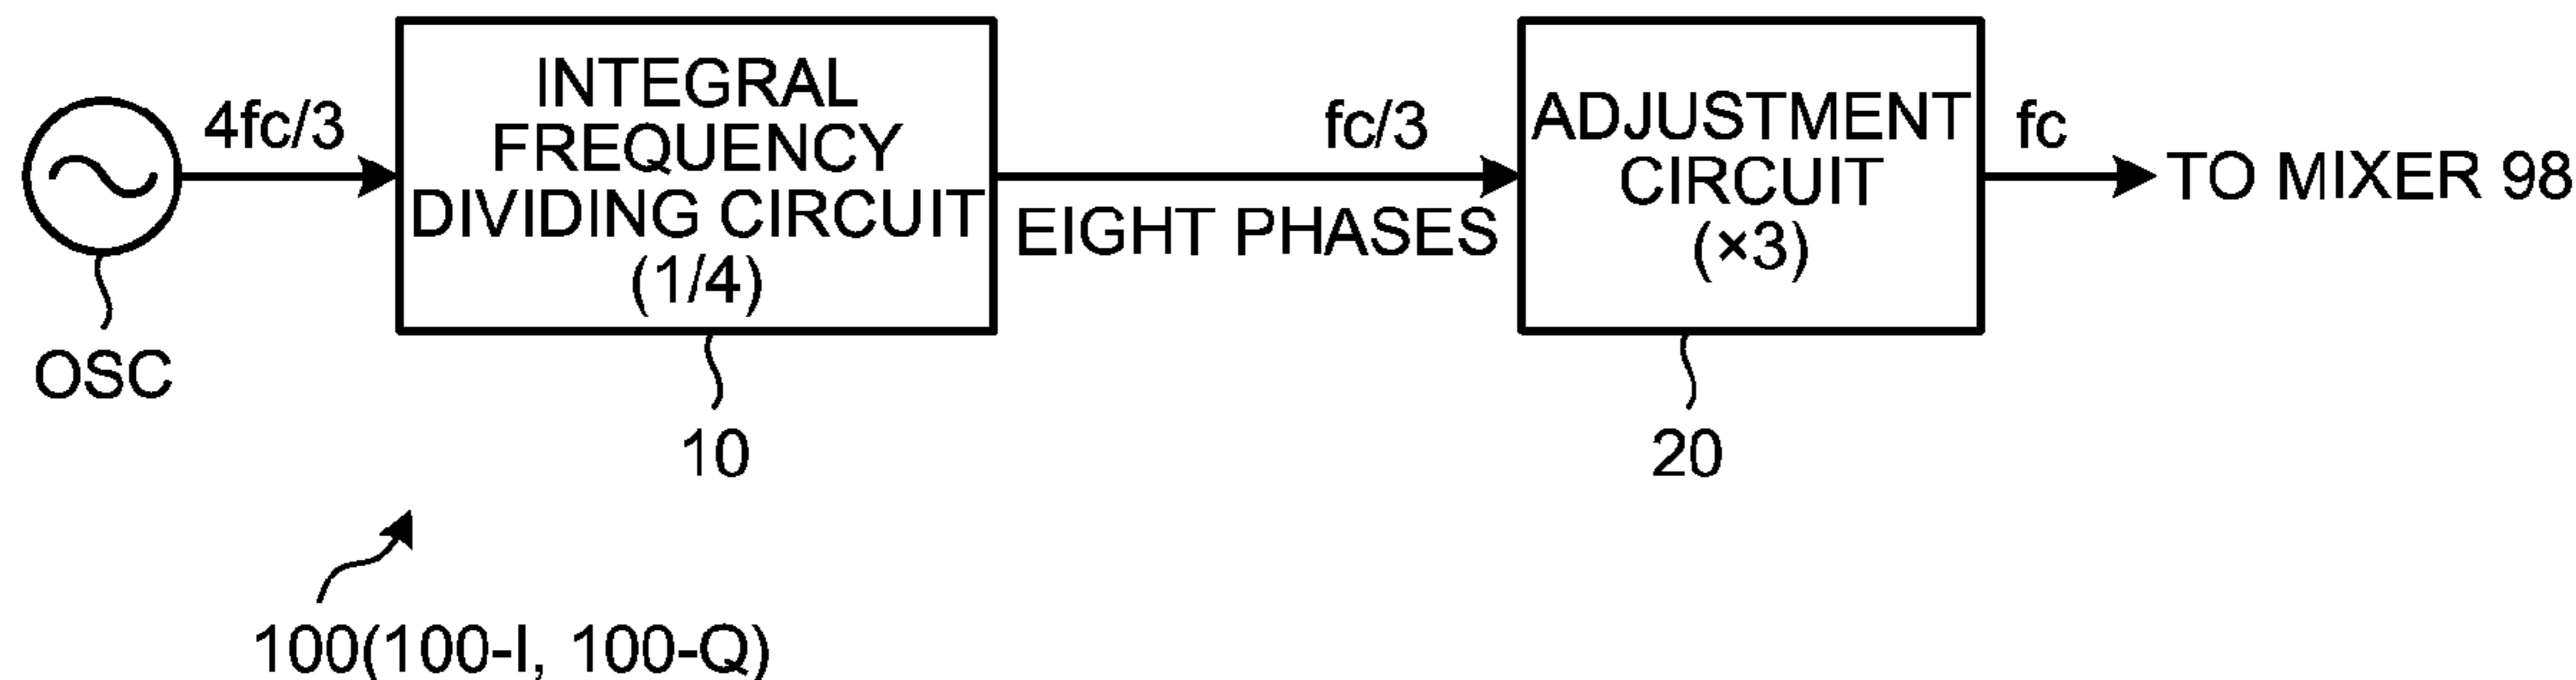 4fc/3
INTEGRAL
FREQUENCY
DIVIDING CIRCUIT
(1/4)
fc/3
EIGHT PHASES
ADJUSTMENT
CIRCUIT
(×3)
fc
TO MIXER 98
OSC
10
20
100(100-I, 100-Q)